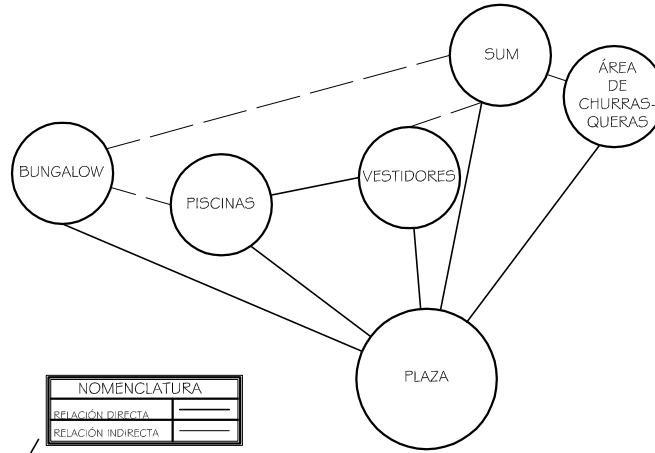 SUM
ÁREA
DE
CHURRAS-
QUERAS
BUNGALOW
PISCINAS
VESTIDORES
PLAZA
NOMENCLATURA
RELACIÓN DIRECTA
RELACIÓN INDIRECTA